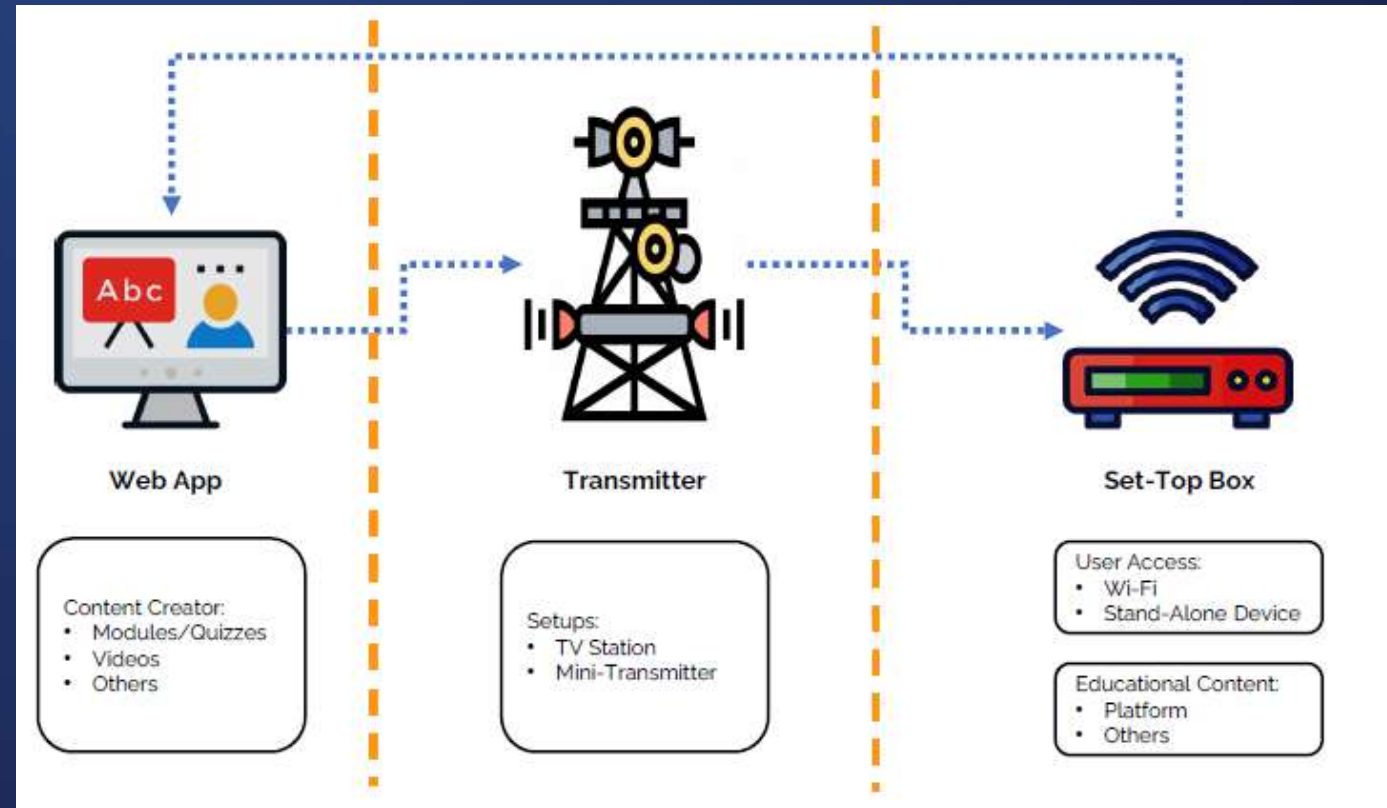 Abc
Web App
Transmitter
Set-Top Box
Content Creator:
• Modules/Quizzes
• Videos
• Others
Setups:
• TV Station
• Mini-Transmitter
User Access:
• Wi-Fi
• Stand-Alone Device
Educational Content:
• Platform
• Others